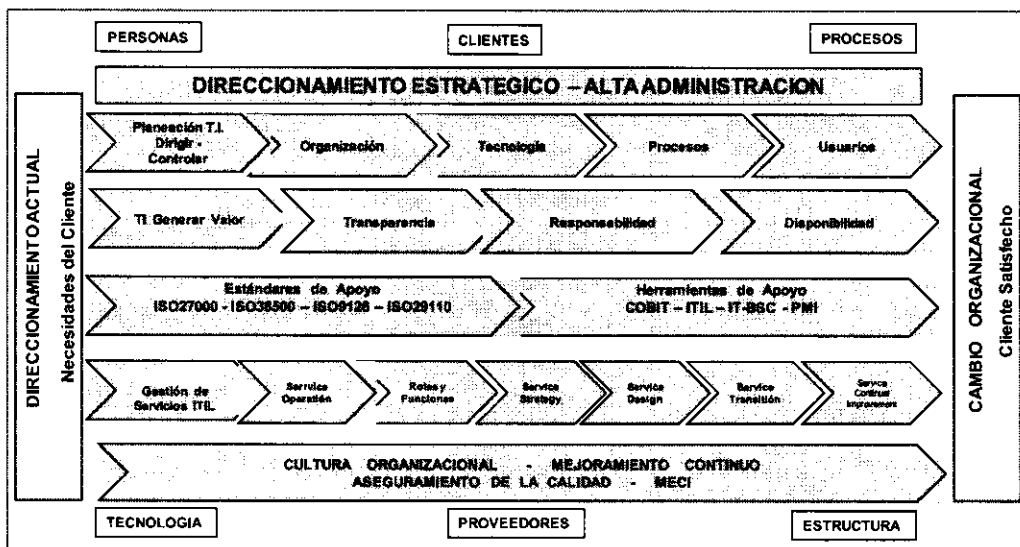 PERSONAS
CLIENTES
PROCESOS
DIRECCIONAMIENTO ESTRATEGICO – ALTA ADMINISTRACION
DIRECCIONAMIENTO ACTUAL
Necesidades del Cliente
Planeación T.I.
Dirigir -
Controlar
Organización
Tecnología
Procesos
Usuarios
TI Generar Valor
Transparencia
Responsabilidad
Disponibilidad
Estándares de Apoyo
ISO27000 - ISO38500 – ISO9126 – ISO29110
Herramientas de Apoyo
COBIT – ITIL – IT-BSC - PMI
Gestión de
Servicios ITIL
Service
Operatión
Roles y
Funciones
Service
Strategy
Service
Design
Service
Transitión
Service
Continual
Improvement
CULTURA ORGANIZACIONAL - MEJORAMIENTO CONTINUO
ASEGURAMIENTO DE LA CALIDAD - MECI
CAMBIO ORGANIZACIONAL
Cliente Satisfecho
TECNOLOGIA
PROVEEDORES
ESTRUCTURA